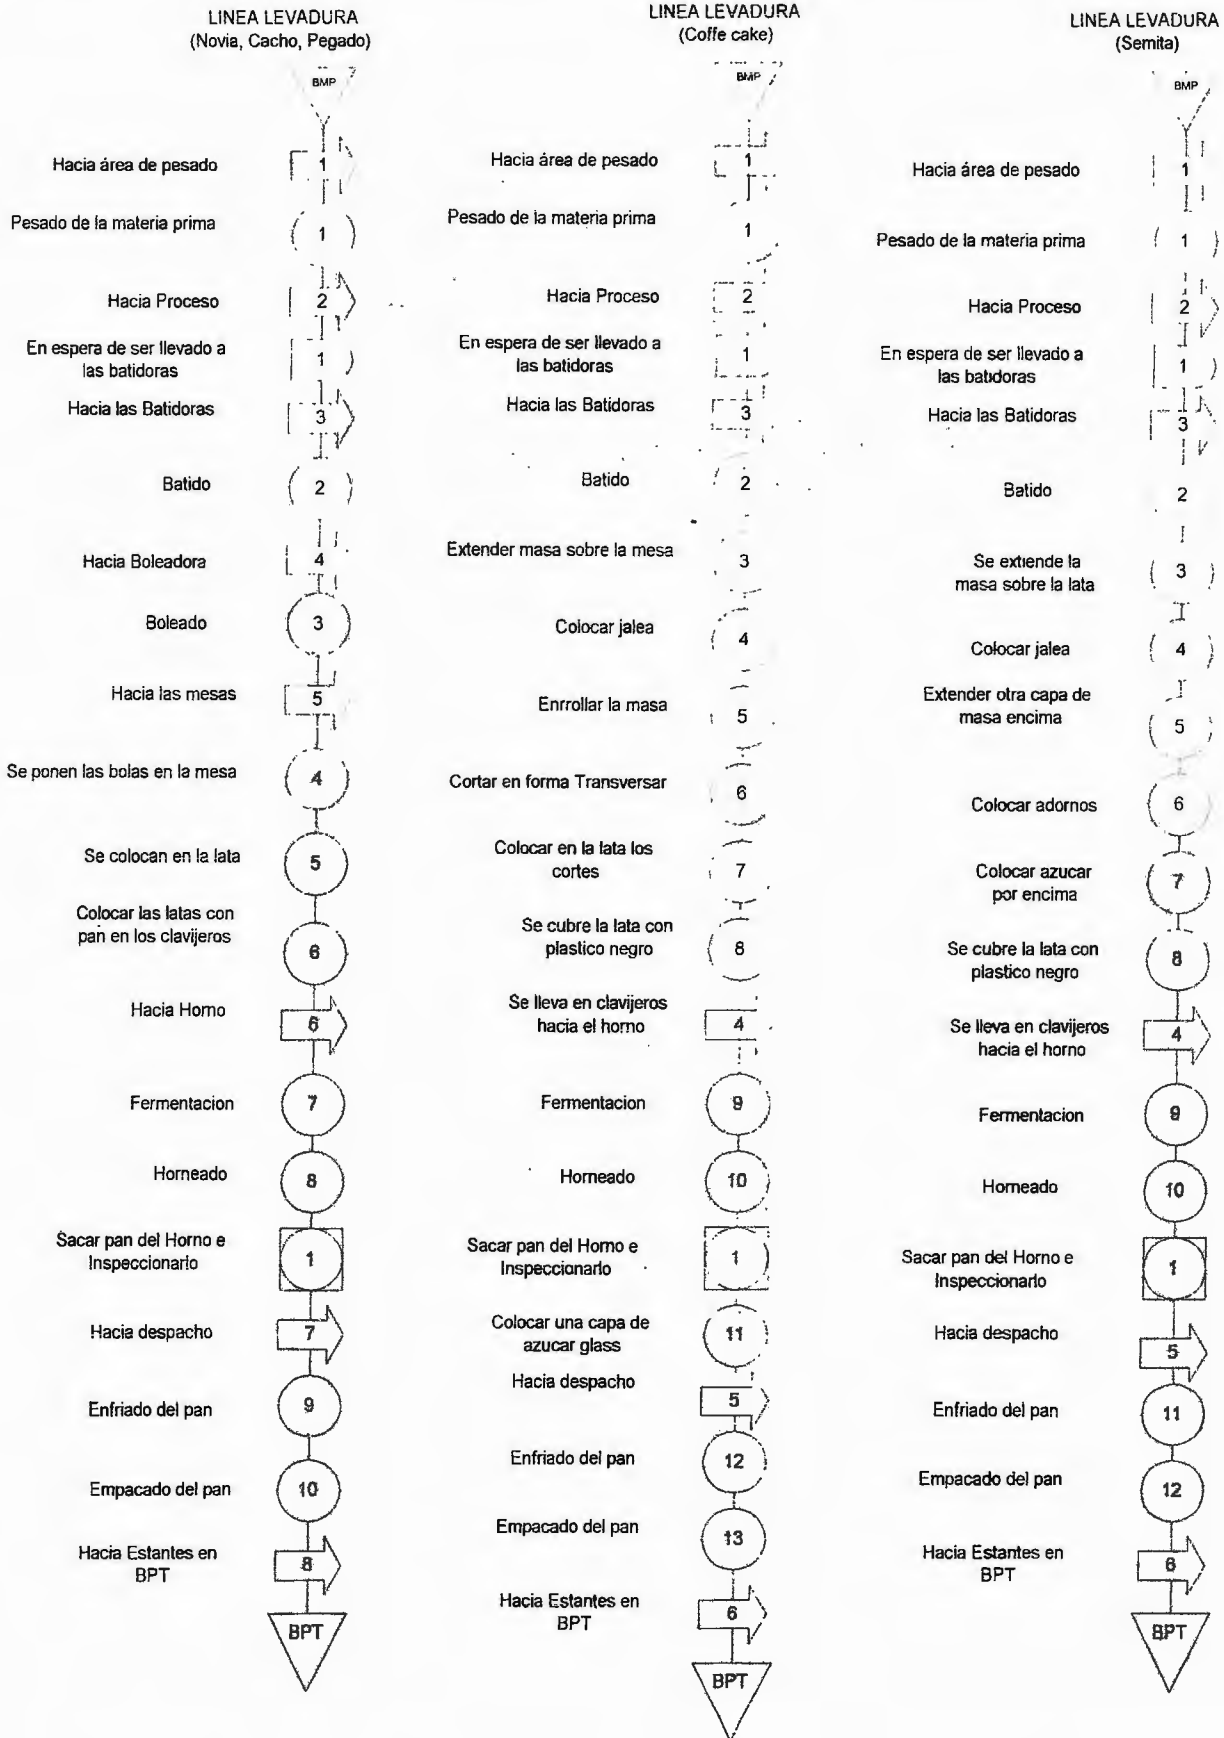 LINEA LEVADURA
(Novia, Cacho, Pegado)
BMP
Hacia área de pesado
1
Pesado de la materia prima
1
Hacia Proceso
2
En espera de ser llevado a
las batidoras
1
Hacia las Batidoras
3
Batido
2
Hacia Boleadora
4
Boleado
3
Hacia las mesas
5
Se ponen las bolas en la mesa
4
Se colocan en la lata
5
Colocar las latas con
pan en los clavijeros
6
Hacia Horno
6
Fermentacion
7
Horneado
8
Sacar pan del Horno e
Inspeccionarlo
1
Hacia despacho
7
Enfriado del pan
9
Empacado del pan
10
Hacia Estantes en
BPT
8
BPT
LINEA LEVADURA
(Coffe cake)
BMP
Hacia área de pesado
1
Pesado de la materia prima
1
Hacia Proceso
2
En espera de ser llevado a
las batidoras
1
Hacia las Batidoras
3
Batido
2
Extender masa sobre la mesa
3
Colocar jalea
4
Enrrollar la masa
5
Cortar en forma Transversar
6
Colocar en la lata los
cortes
7
Se cubre la lata con
plastico negro
8
Se lleva en clavijeros
hacia el horno
4
Fermentacion
9
Horneado
10
Sacar pan del Horno e
Inspeccionarlo
1
Colocar una capa de
azucar glass
11
Hacia despacho
5
Enfriado del pan
12
Empacado del pan
13
Hacia Estantes en
BPT
6
BPT
LINEA LEVADURA
(Semita)
BMP
Hacia área de pesado
1
Pesado de la materia prima
1
Hacia Proceso
2
En espera de ser llevado a
las batidoras
1
Hacia las Batidoras
3
Batido
2
Se extiende la
masa sobre la lata
3
Colocar jalea
4
Extender otra capa de
masa encima
5
Colocar adornos
6
Colocar azucar
por encima
7
Se cubre la lata con
plastico negro
8
Se lleva en clavijeros
hacia el horno
4
Fermentacion
9
Horneado
10
Sacar pan del Horno e
Inspeccionarlo
1
Hacia despacho
5
Enfriado del pan
11
Empacado del pan
12
Hacia Estantes en
BPT
6
BPT